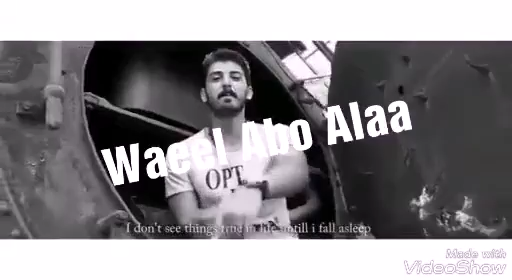 Waeel Abo Alaa
OPT
I don't see things true in life untill i fall asleep
Made with
VideoShow